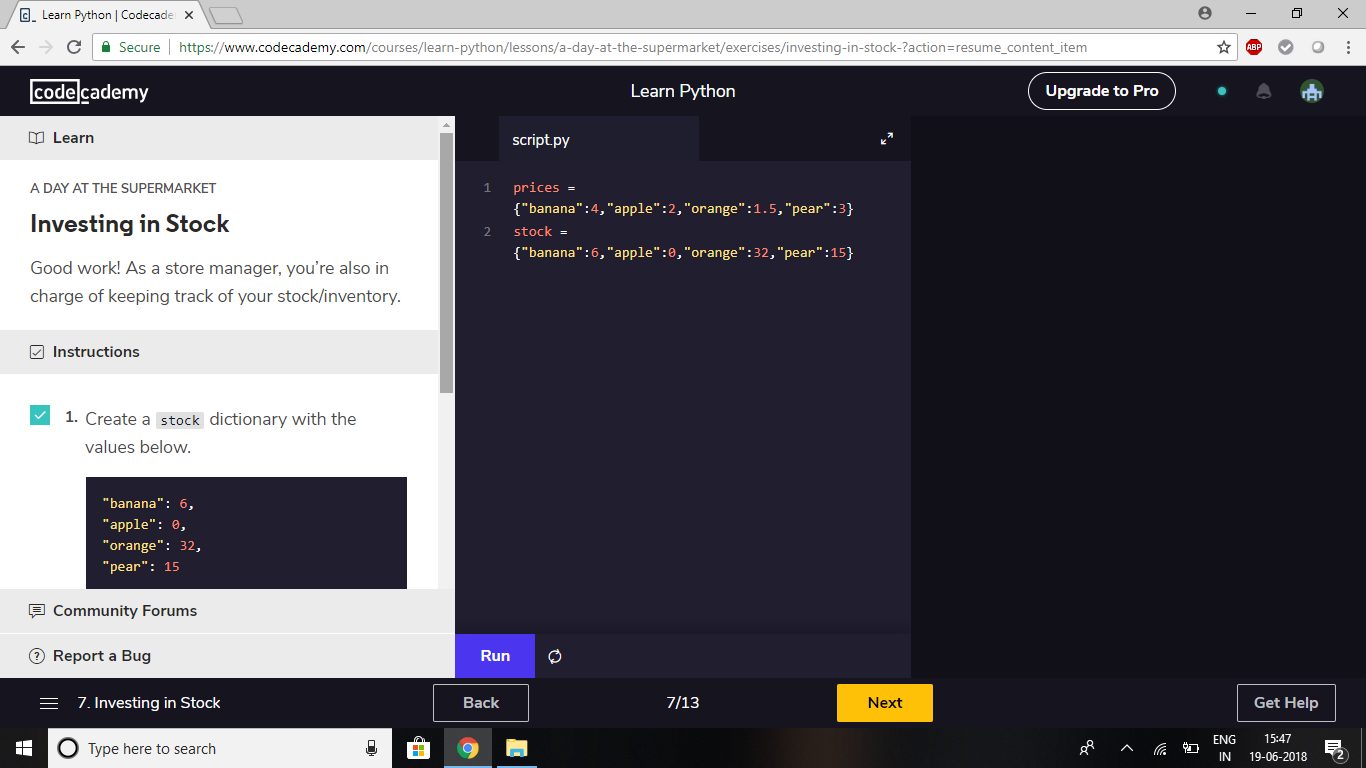 Learn Python | Codecade
Secure
https://www.codecademy.com/courses/learn-python/lessons/a-day-at-the-supermarket/exercises/investing-in-stock-?action=resume_content_item
ABP
codecademy
Learn Python
Upgrade to Pro
Learn
script.py
A DAY AT THE SUPERMARKET
Investing in Stock
Good work! As a store manager, you’re also in
charge of keeping track of your stock/inventory.
Instructions
1. Create a stock dictionary with the
values below.
"banana": 6,
"apple": 0,
"orange": 32,
"pear": 15
Community Forums
Report a Bug
1 prices =
{"banana":4,"apple":2,"orange":1.5,"pear":3}
2 stock =
{"banana":6,"apple":0,"orange":32,"pear":15}
Run
7. Investing in Stock
Back
7/13
Next
Get Help
Type here to search
ENG
IN
15:47
19-06-2018
2